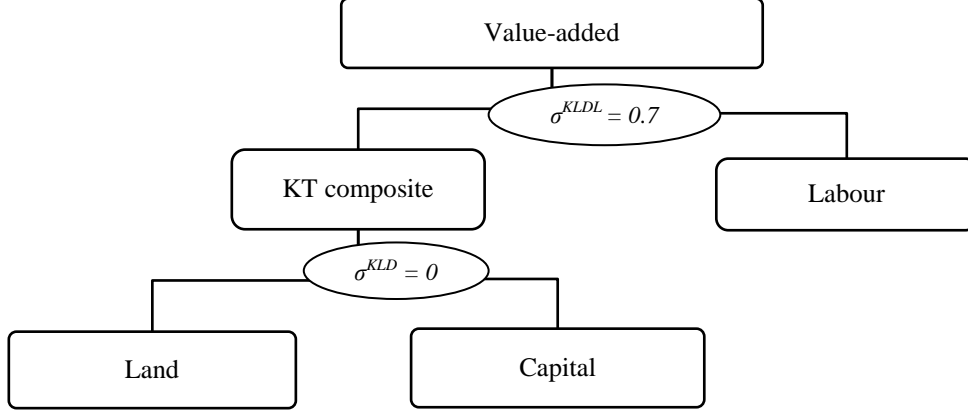 Value-added
σ^KLDL = 0.7
KT composite
Labour
σ^KLD = 0
Land
Capital